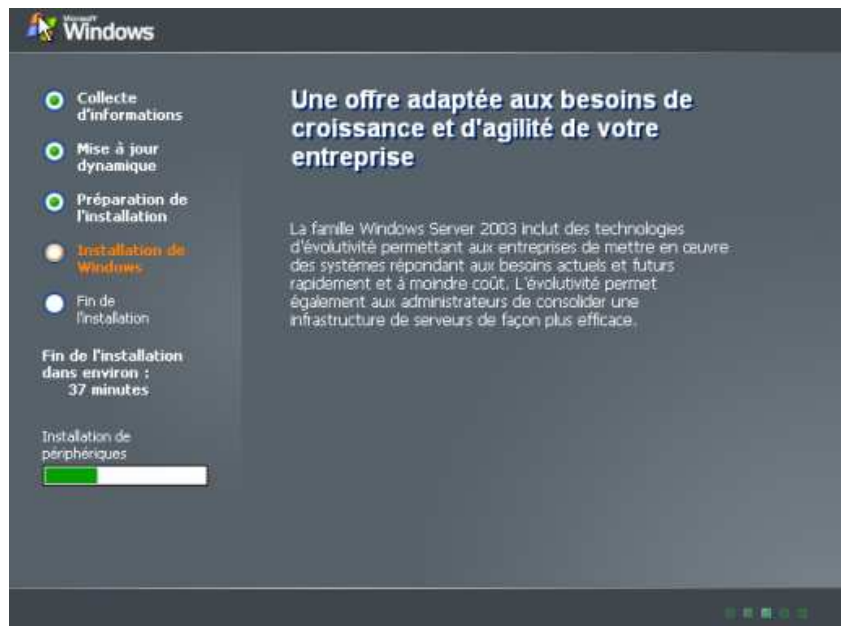 Microsoft
Windows
Collecte
d'informations
Mise à jour
dynamique
Préparation de
l'installation
Installation de
Windows
Fin de
l'installation
Fin de l'installation
dans environ :
37 minutes
Installation de
périphériques
Une offre adaptée aux besoins de
croissance et d'agilité de votre
entreprise
La famille Windows Server 2003 inclut des technologies
d'évolutivité permettant aux entreprises de mettre en œuvre
des systèmes répondant aux besoins actuels et futurs
rapidement et à moindre coût. L'évolutivité permet
également aux administrateurs de consolider une
infrastructure de serveurs de façon plus efficace.